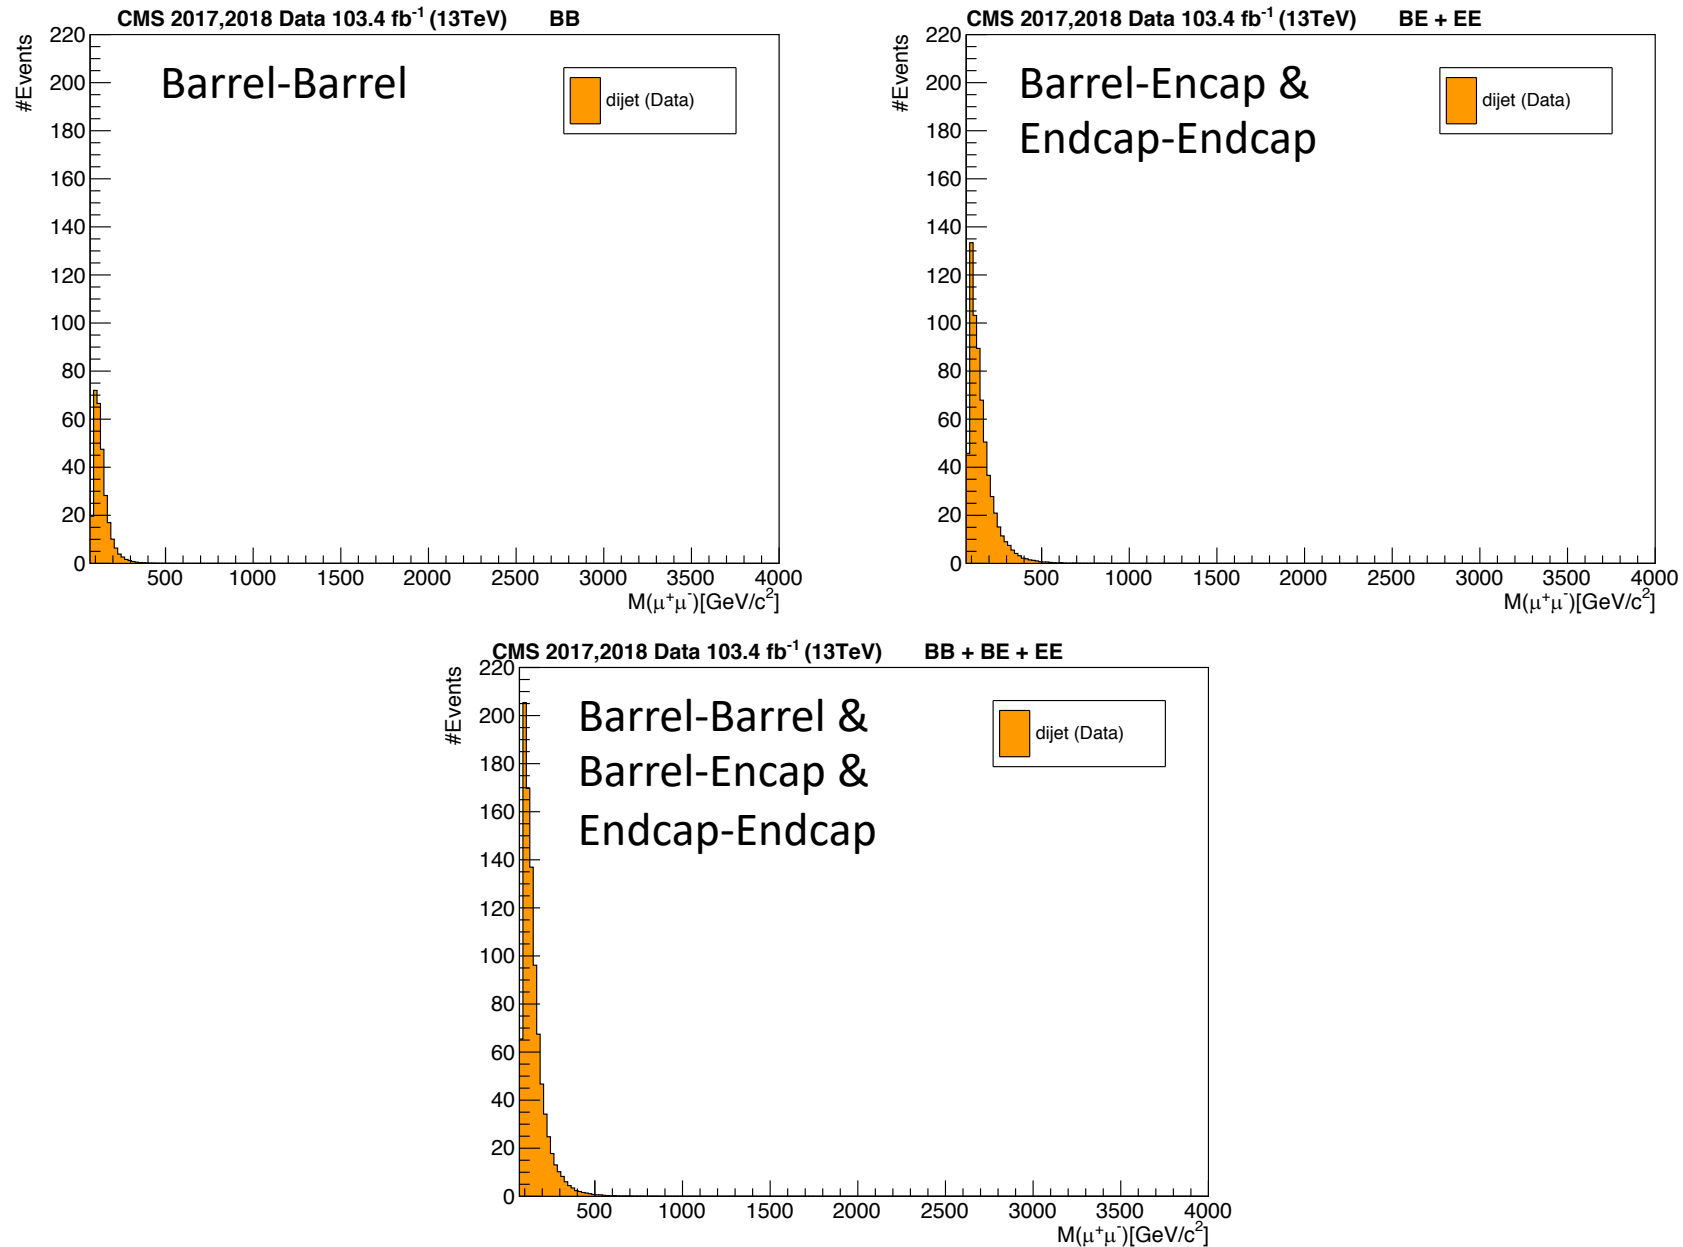 CMS 2017,2018 Data 103.4 fb⁻¹ (13TeV) BB
#Events
220
200
180
160
140
120
100
80
60
40
20
0
Barrel-Barrel
dijet (Data)
500 1000 1500 2000 2500 3000 3500 4000
M(μ⁺μ⁻)[GeV/c²]
CMS 2017,2018 Data 103.4 fb⁻¹ (13TeV) BE + EE
#Events
220
200
180
160
140
120
100
80
60
40
20
0
Barrel-Encap &
Endcap-Endcap
dijet (Data)
500 1000 1500 2000 2500 3000 3500 4000
M(μ⁺μ⁻)[GeV/c²]
CMS 2017,2018 Data 103.4 fb⁻¹ (13TeV) BB + BE + EE
#Events
220
200
180
160
140
120
100
80
60
40
20
0
Barrel-Barrel &
Barrel-Encap &
Endcap-Endcap
dijet (Data)
500 1000 1500 2000 2500 3000 3500 4000
M(μ⁺μ⁻)[GeV/c²]